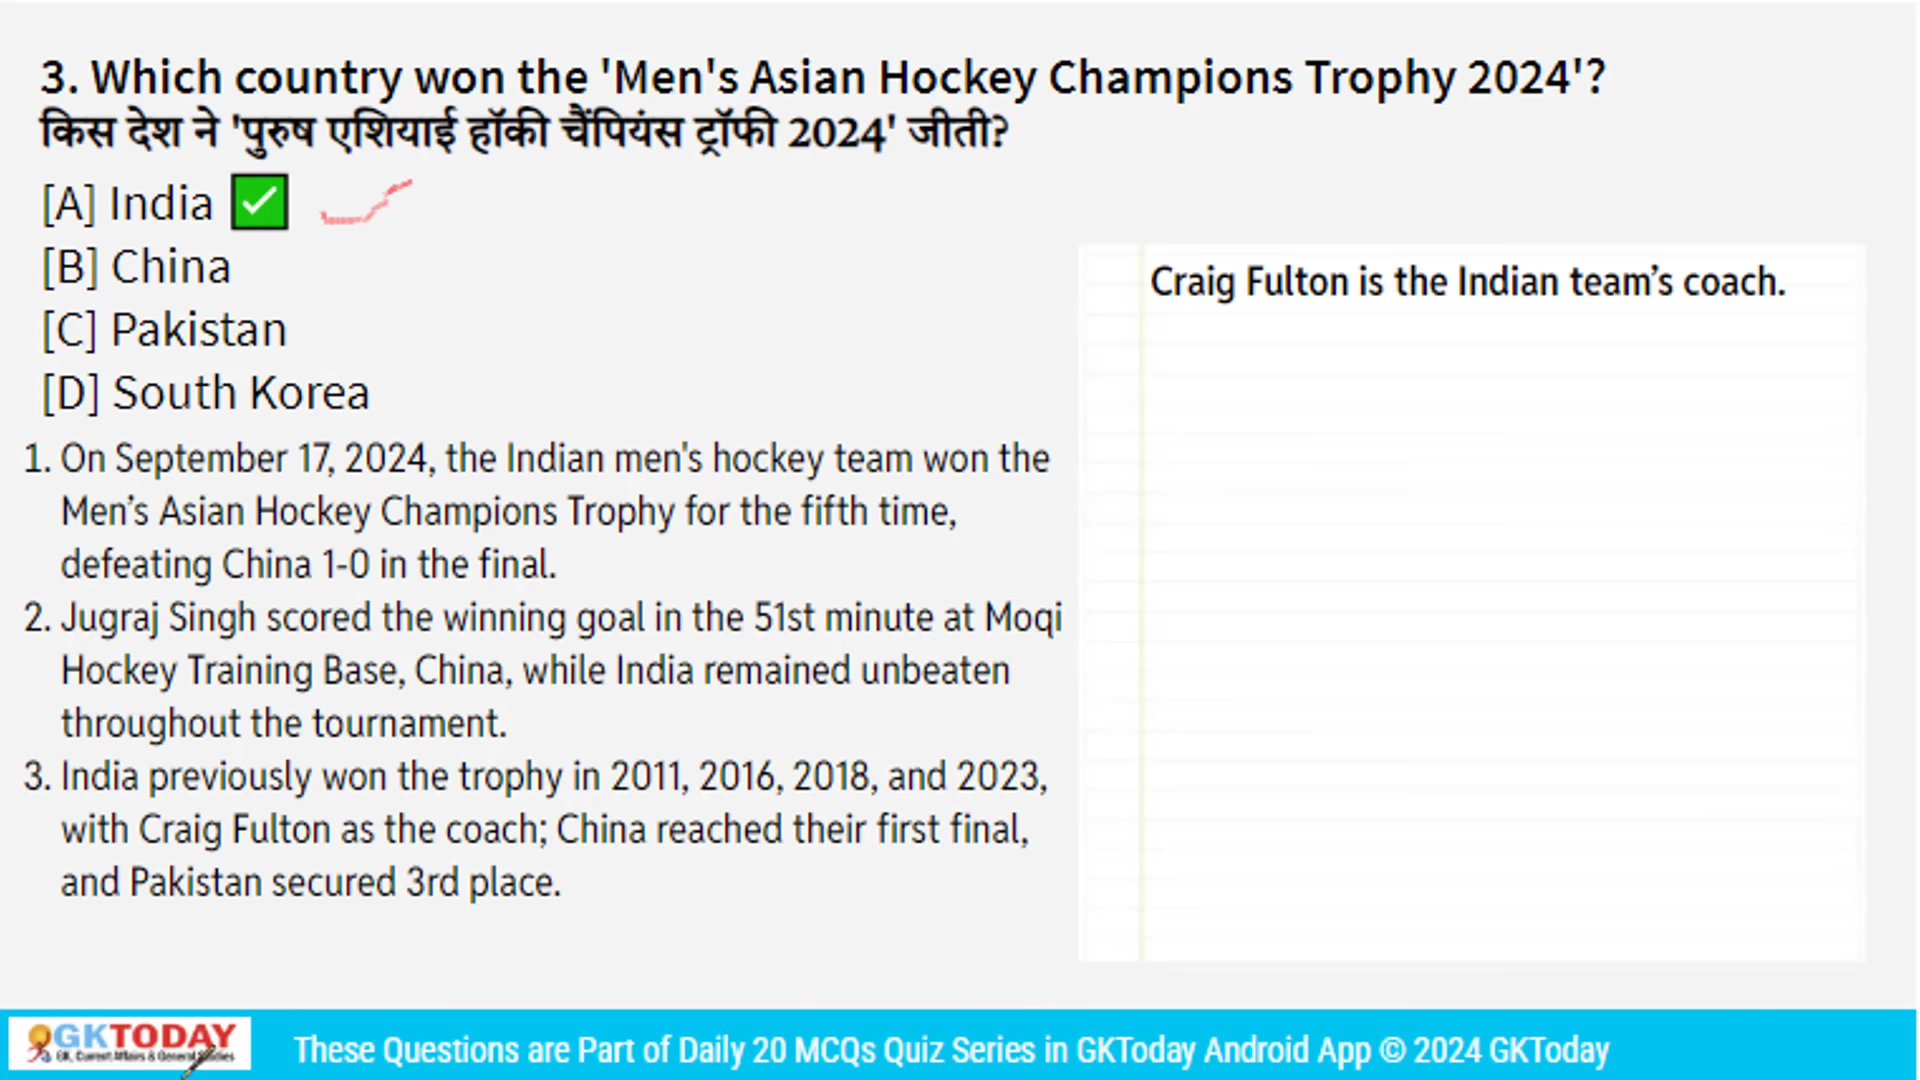 3. Which country won the 'Men's Asian Hockey Champions Trophy 2024'?
किस देश ने 'पुरुष एशियाई हॉकी चैंपियंस ट्रॉफी 2024' जीती?
[A] India
[B] China
[C] Pakistan
[D] South Korea
Craig Fulton is the Indian team’s coach.
1. On September 17, 2024, the Indian men's hockey team won the
Men’s Asian Hockey Champions Trophy for the fifth time,
defeating China 1-0 in the final.
2. Jugraj Singh scored the winning goal in the 51st minute at Moqi
Hockey Training Base, China, while India remained unbeaten
throughout the tournament.
3. India previously won the trophy in 2011, 2016, 2018, and 2023,
with Craig Fulton as the coach; China reached their first final,
and Pakistan secured 3rd place.
GKTODAY
GK, Current Affairs & General Studies
These Questions are Part of Daily 20 MCQs Quiz Series in GKToday Android App © 2024 GKToday